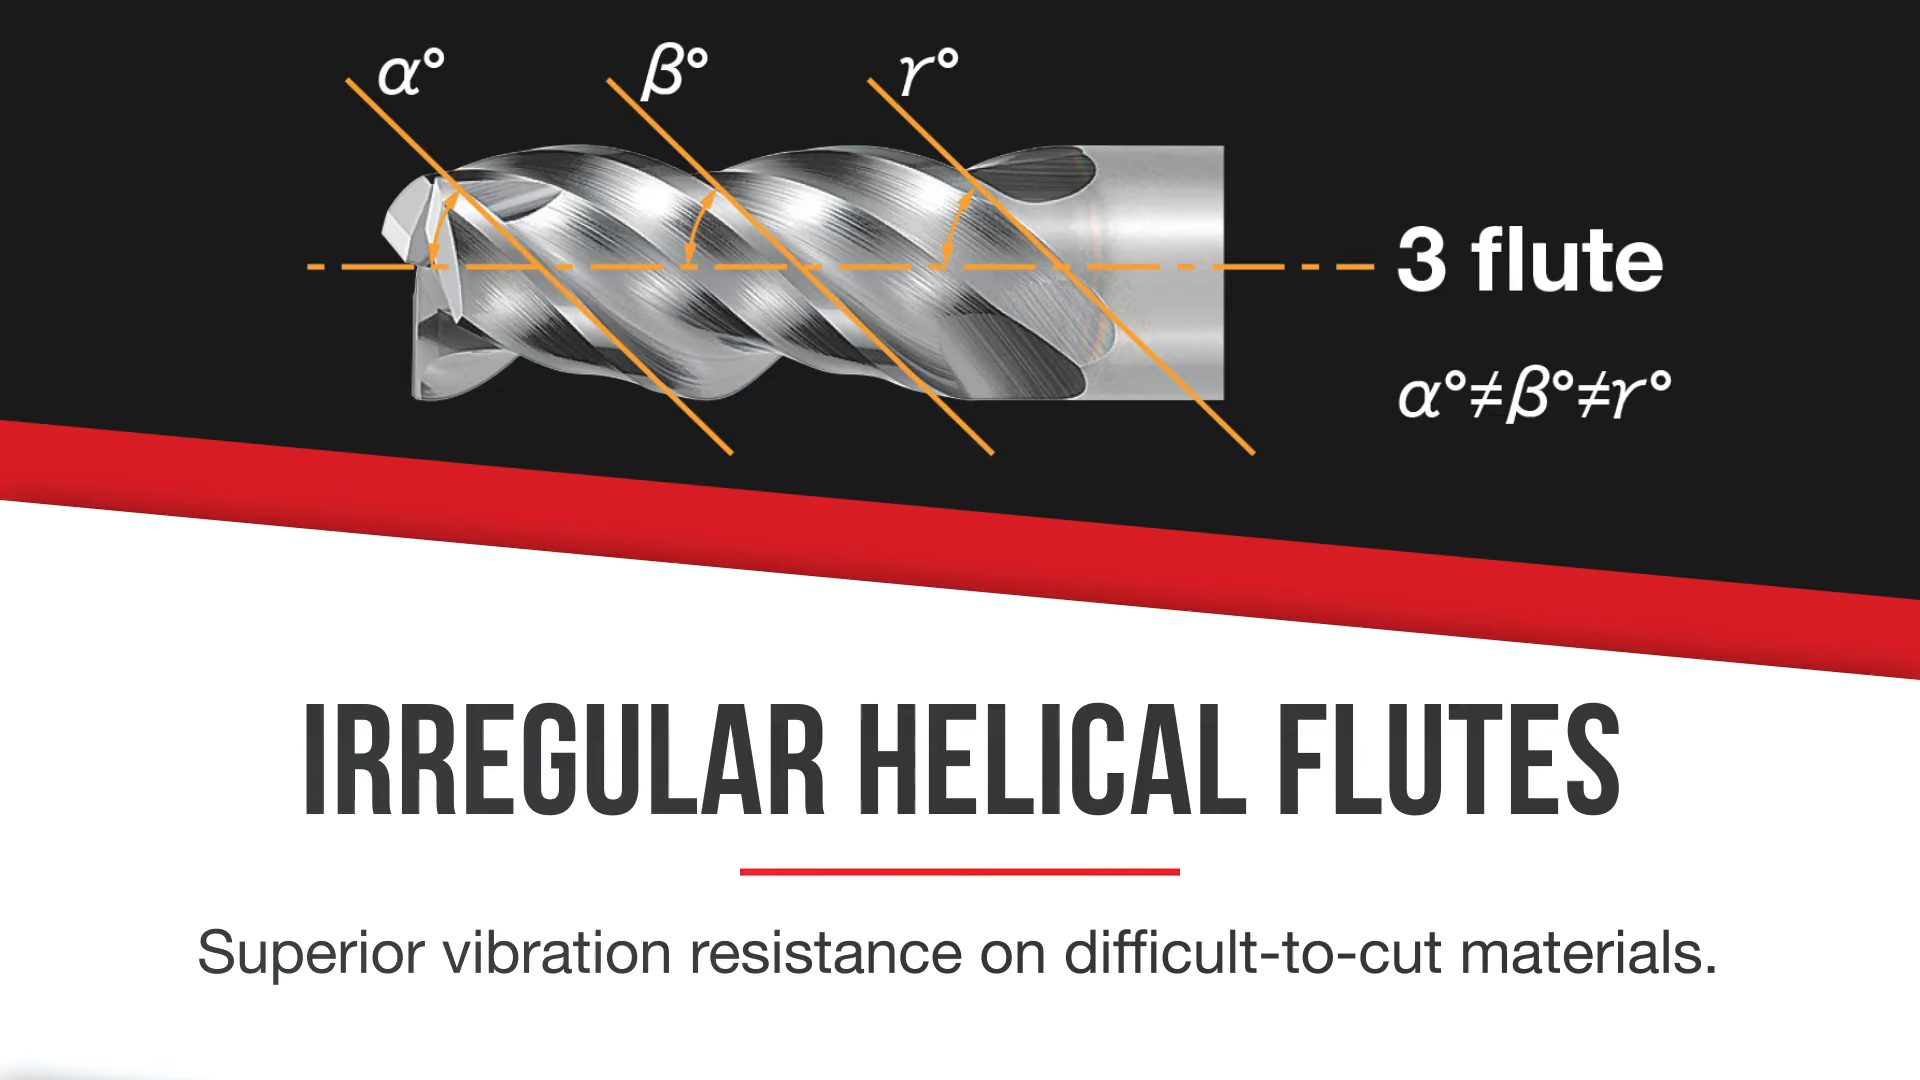 α° β° r°
3 flute
α°≠β°≠r°
IRREGULAR HELICAL FLUTES
Superior vibration resistance on difficult-to-cut materials.